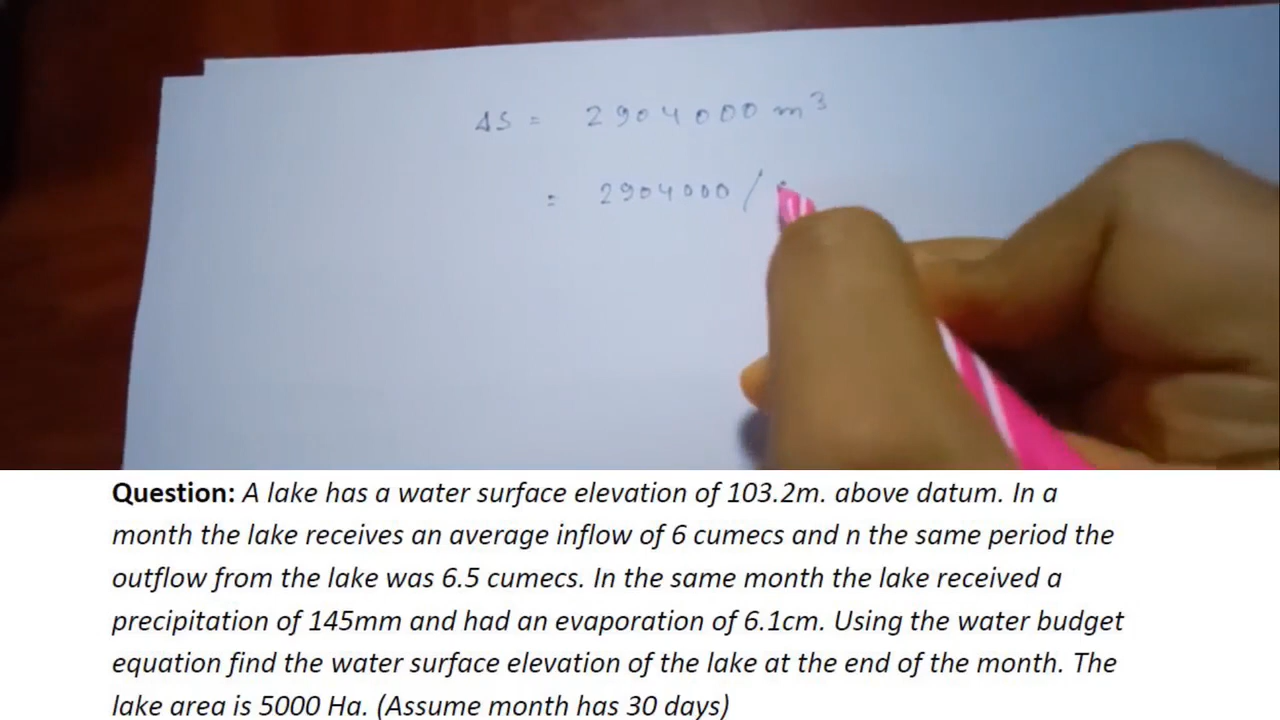 ΔS = 2904000 m³
= 2904000 /
Question: A lake has a water surface elevation of 103.2m. above datum. In a
month the lake receives an average inflow of 6 cumecs and n the same period the
outflow from the lake was 6.5 cumecs. In the same month the lake received a
precipitation of 145mm and had an evaporation of 6.1cm. Using the water budget
equation find the water surface elevation of the lake at the end of the month. The
lake area is 5000 Ha. (Assume month has 30 days)